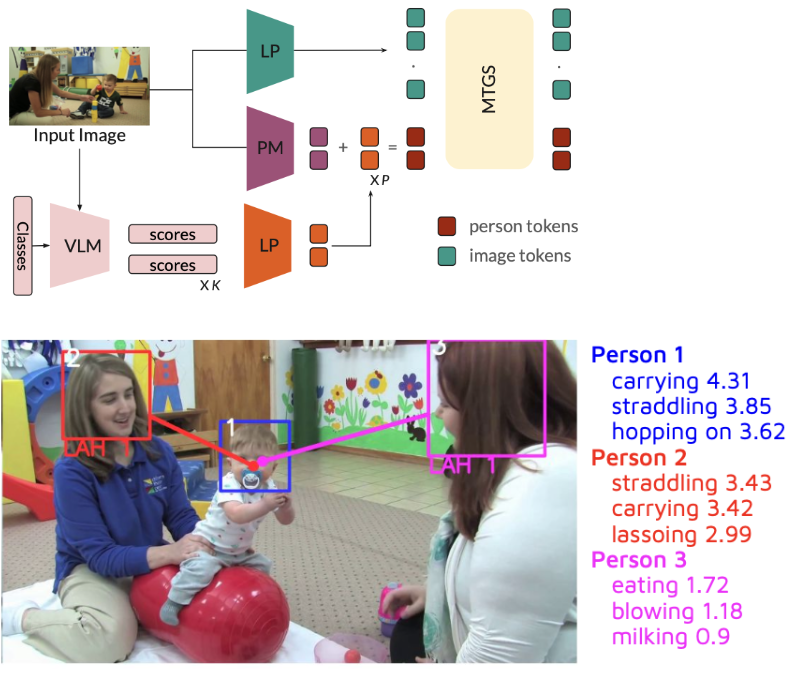 LP
Input Image
PM
+
=
X P
MTGS
Classes
VLM
scores
scores
X K
LP
person tokens
image tokens
2
LAH 1
1
3
LAH 1
Person 1
carrying 4.31
straddling 3.85
hopping on 3.62
Person 2
straddling 3.43
carrying 3.42
lassoing 2.99
Person 3
eating 1.72
blowing 1.18
milking 0.9